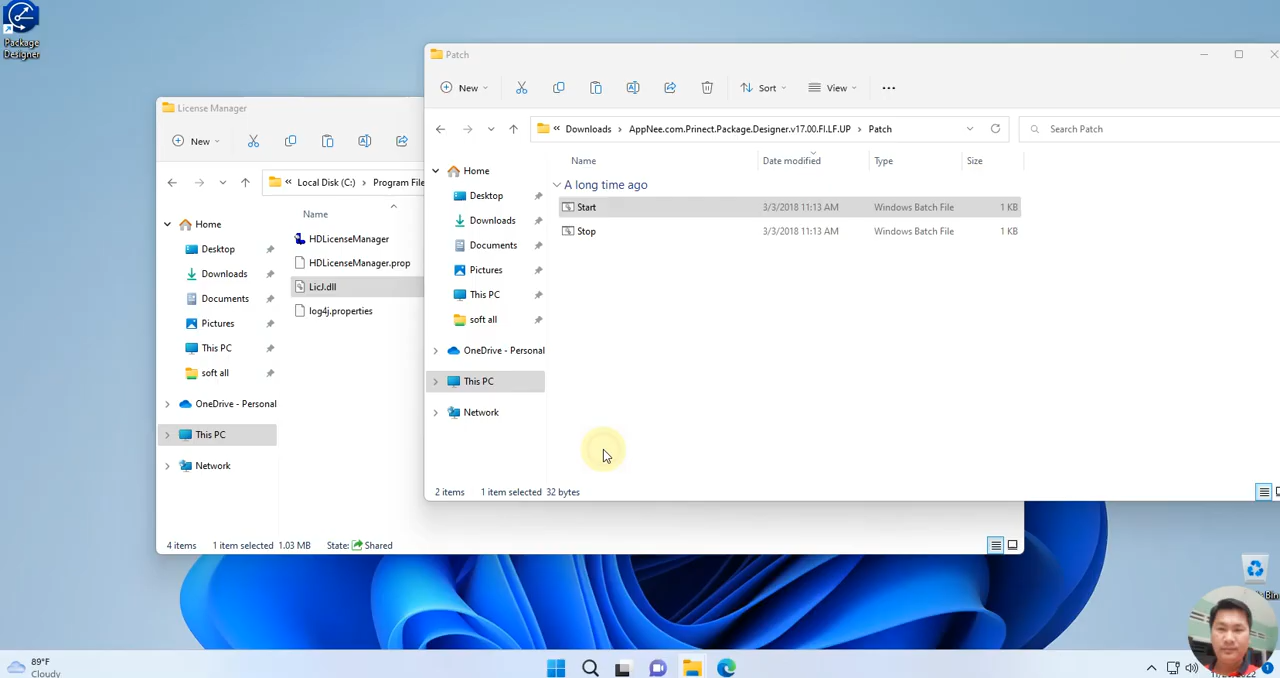 Package
Designer
Patch
New
Sort
View
Downloads
AppNee.com.Prinect.Package.Designer.v17.00.FI.LF.UP
Patch
Search Patch
Home
Desktop
Downloads
Documents
Pictures
This PC
soft all
OneDrive - Personal
This PC
Network
Name
Date modified
Type
Size
A long time ago
Start
3/3/2018 11:13 AM
Windows Batch File
1 KB
Stop
3/3/2018 11:13 AM
Windows Batch File
1 KB
2 items
1 item selected 32 bytes
License Manager
New
Local Disk (C:)
Program File
Home
Desktop
Downloads
Documents
Pictures
This PC
soft all
OneDrive - Personal
This PC
Network
Name
HDLicenseManager
HDLicenseManager.prop
LicJ.dll
log4j.properties
4 items
1 item selected 1.03 MB
State:
Shared
Bin
89°F
Cloudy
1